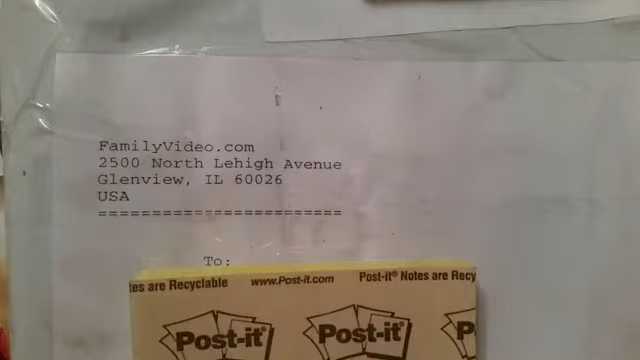 FamilyVideo.com
2500 North Lehigh Avenue
Glenview, IL 60026
USA
=======================
To:
tes are Recyclable www.Post-it.com Post-it® Notes are Recy
Post-it® Post-it® P